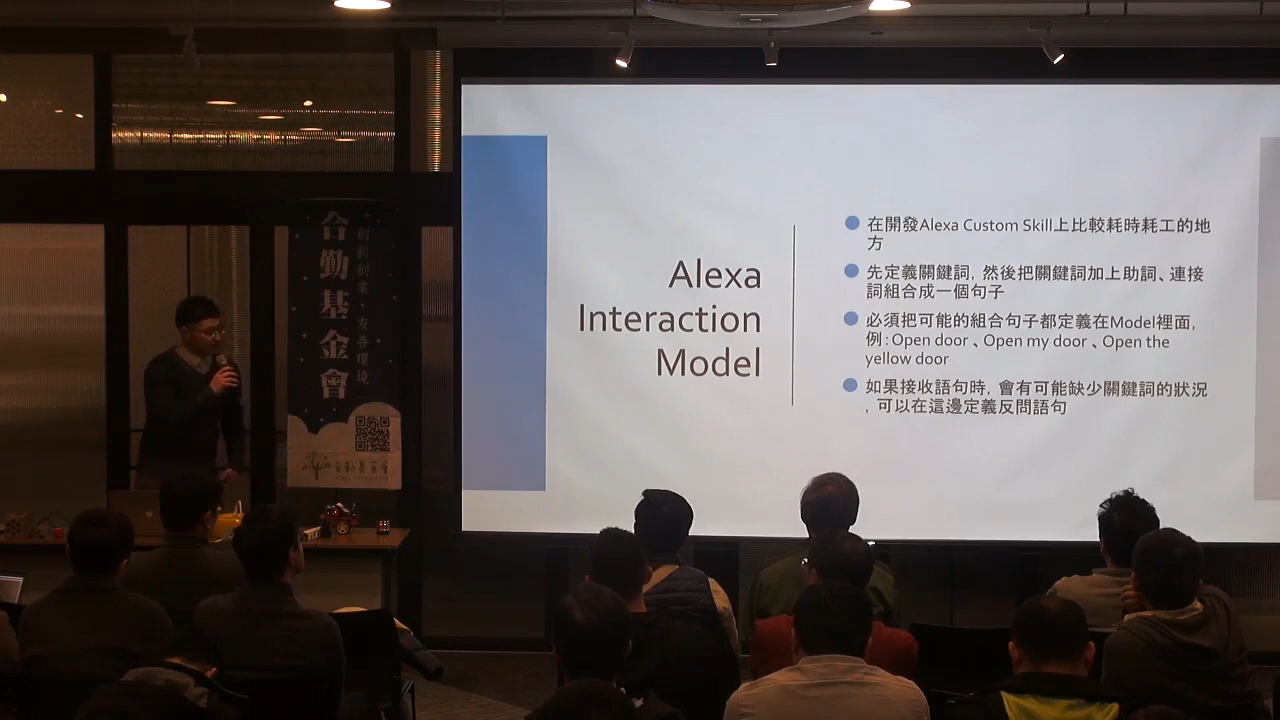 合勤基金會
創新創業・友善環境
合勤基金會
Alexa
Interaction
Model
在開發Alexa Custom Skill上比較耗時耗工的地
方
先定義關鍵詞, 然後把關鍵詞加上助詞、連接
詞組合成一個句子
必須把可能的組合句子都定義在Model裡面,
例 : Open door 、Open my door 、Open the
yellow door
如果接收語句時, 會有可能缺少關鍵詞的狀況
, 可以在這邊定義反問語句